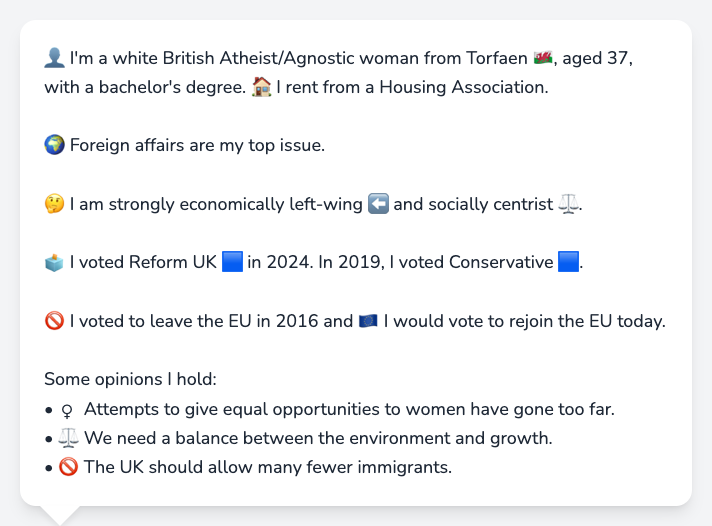 👤 I'm a white British Atheist/Agnostic woman from Torfaen 🏴󠁧󠁢󠁷󠁬󠁳󠁿, aged 37,
with a bachelor's degree. 🏠 I rent from a Housing Association.
🌍 Foreign affairs are my top issue.
🤔 I am strongly economically left-wing ⬅️ and socially centrist ⚖️.
🗳️ I voted Reform UK 🟦 in 2024. In 2019, I voted Conservative 🟦.
🚫 I voted to leave the EU in 2016 and 🇪🇺 I would vote to rejoin the EU today.
Some opinions I hold:
• ♀ Attempts to give equal opportunities to women have gone too far.
• ⚖️ We need a balance between the environment and growth.
• 🚫 The UK should allow many fewer immigrants.